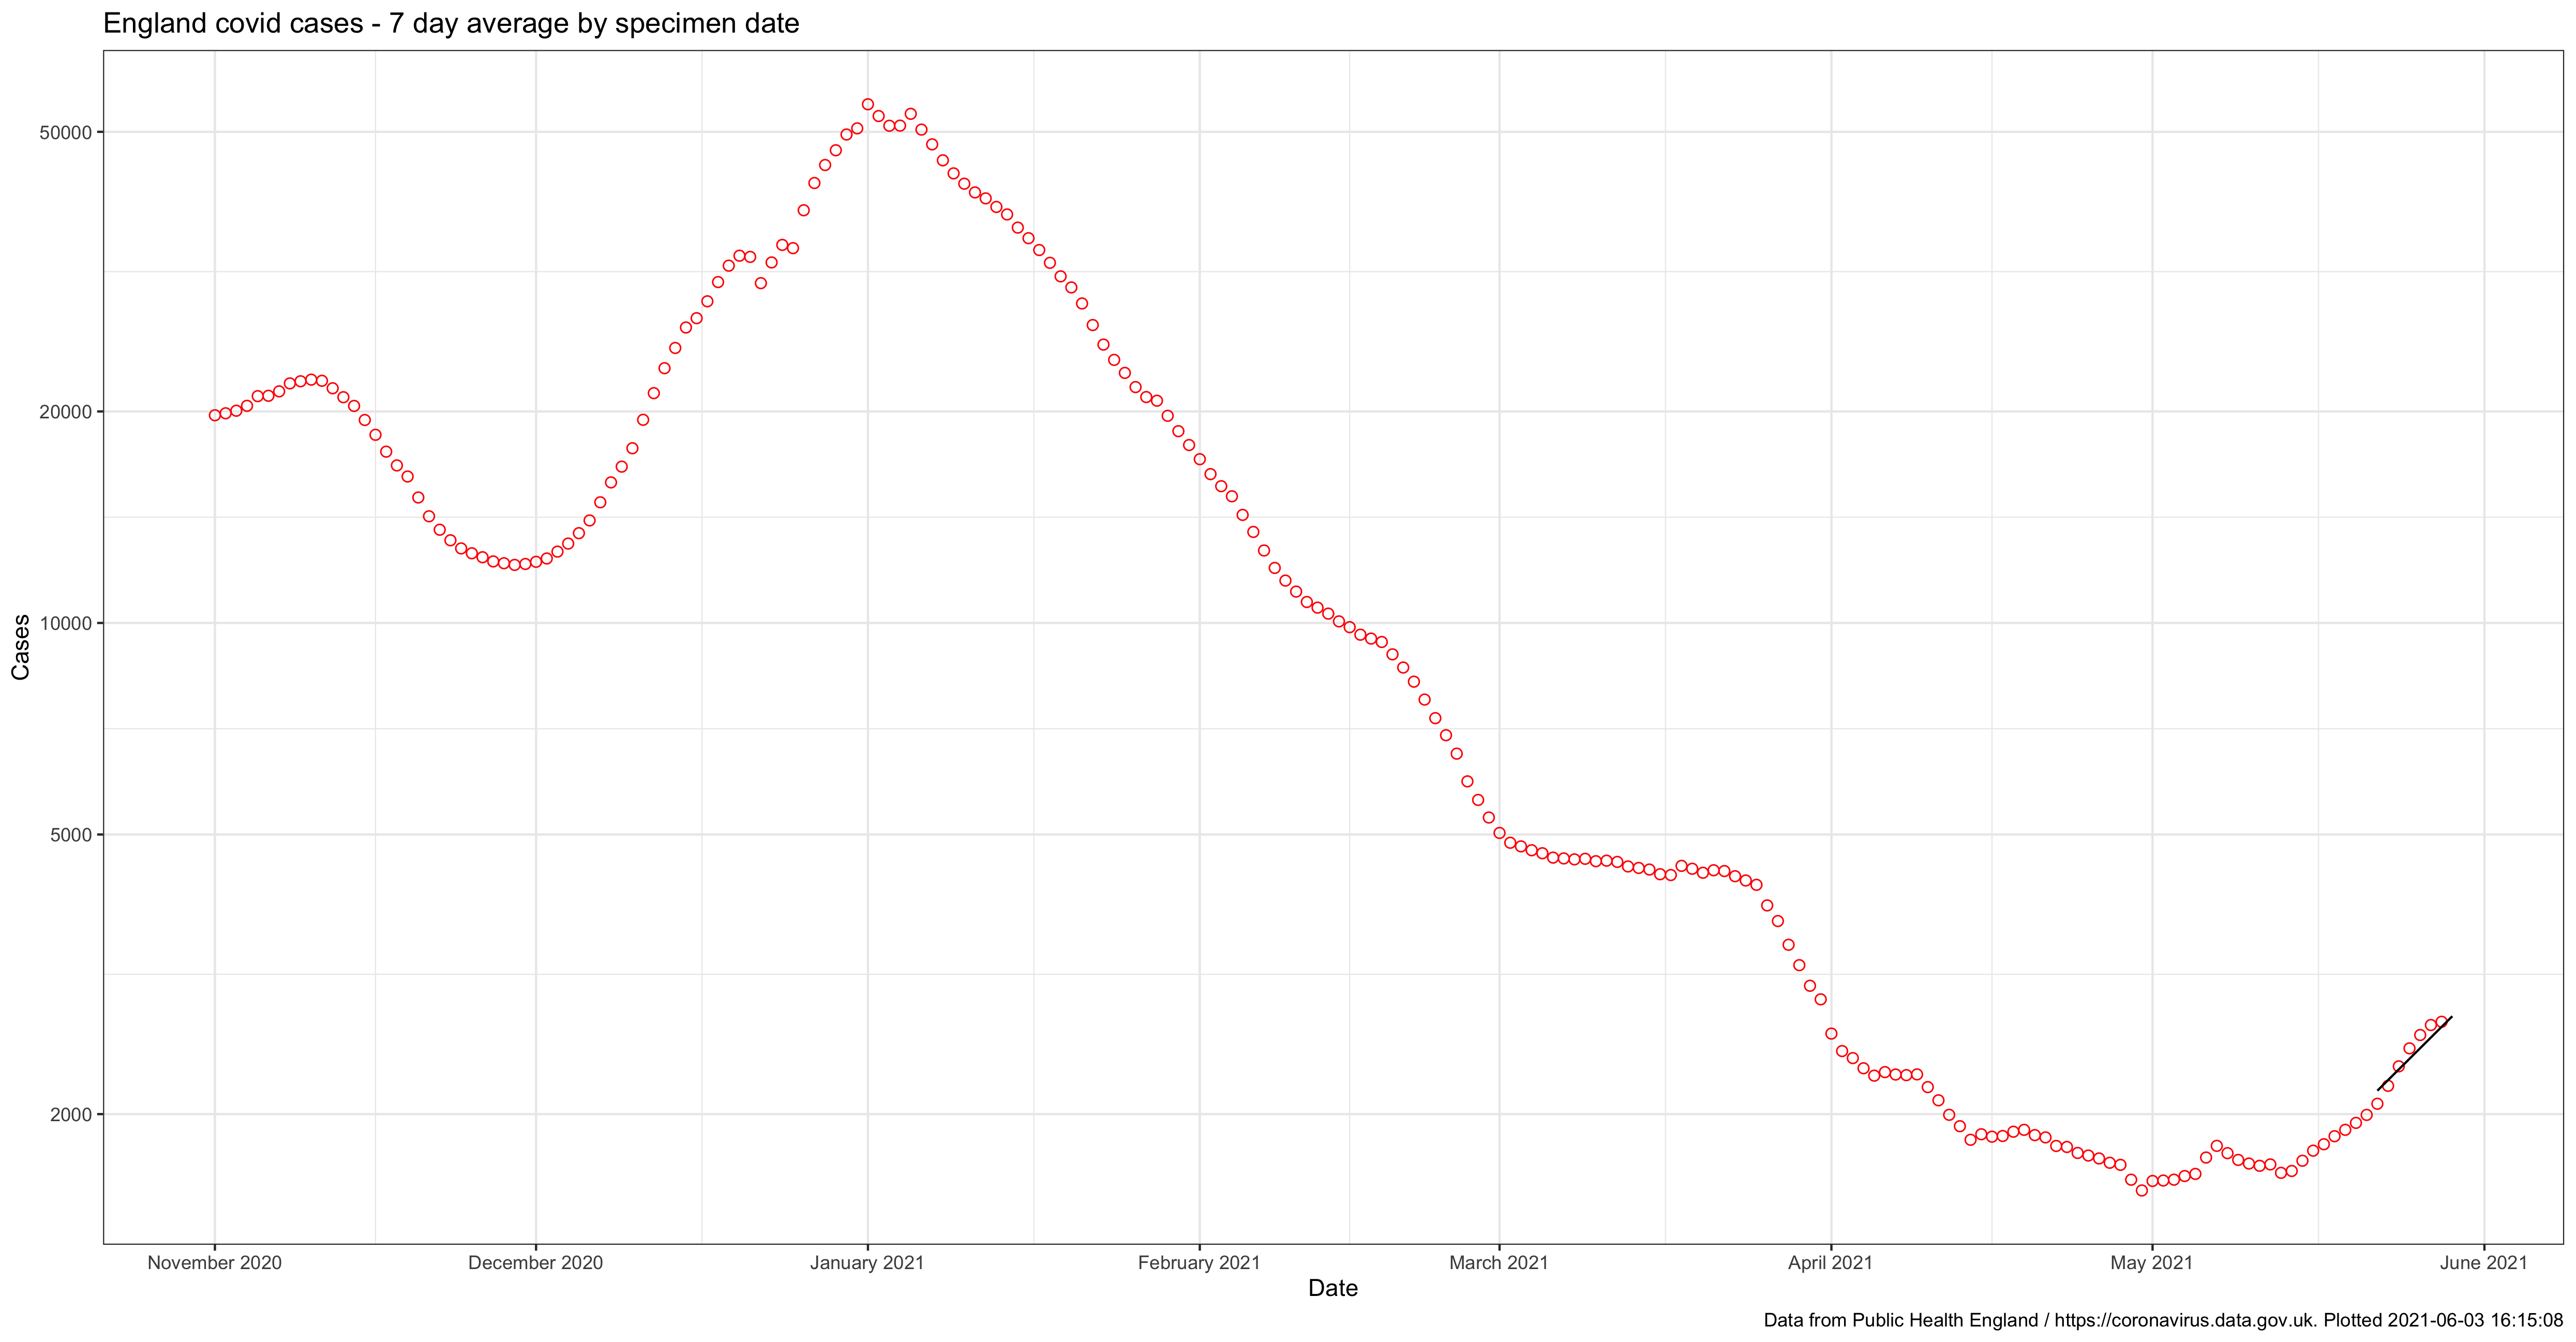 England covid cases - 7 day average by specimen date
50000
20000
10000
5000
2000
Cases
November 2020
December 2020
January 2021
February 2021
March 2021
April 2021
May 2021
June 2021
Date
Data from Public Health England / https://coronavirus.data.gov.uk. Plotted 2021-06-03 16:15:08